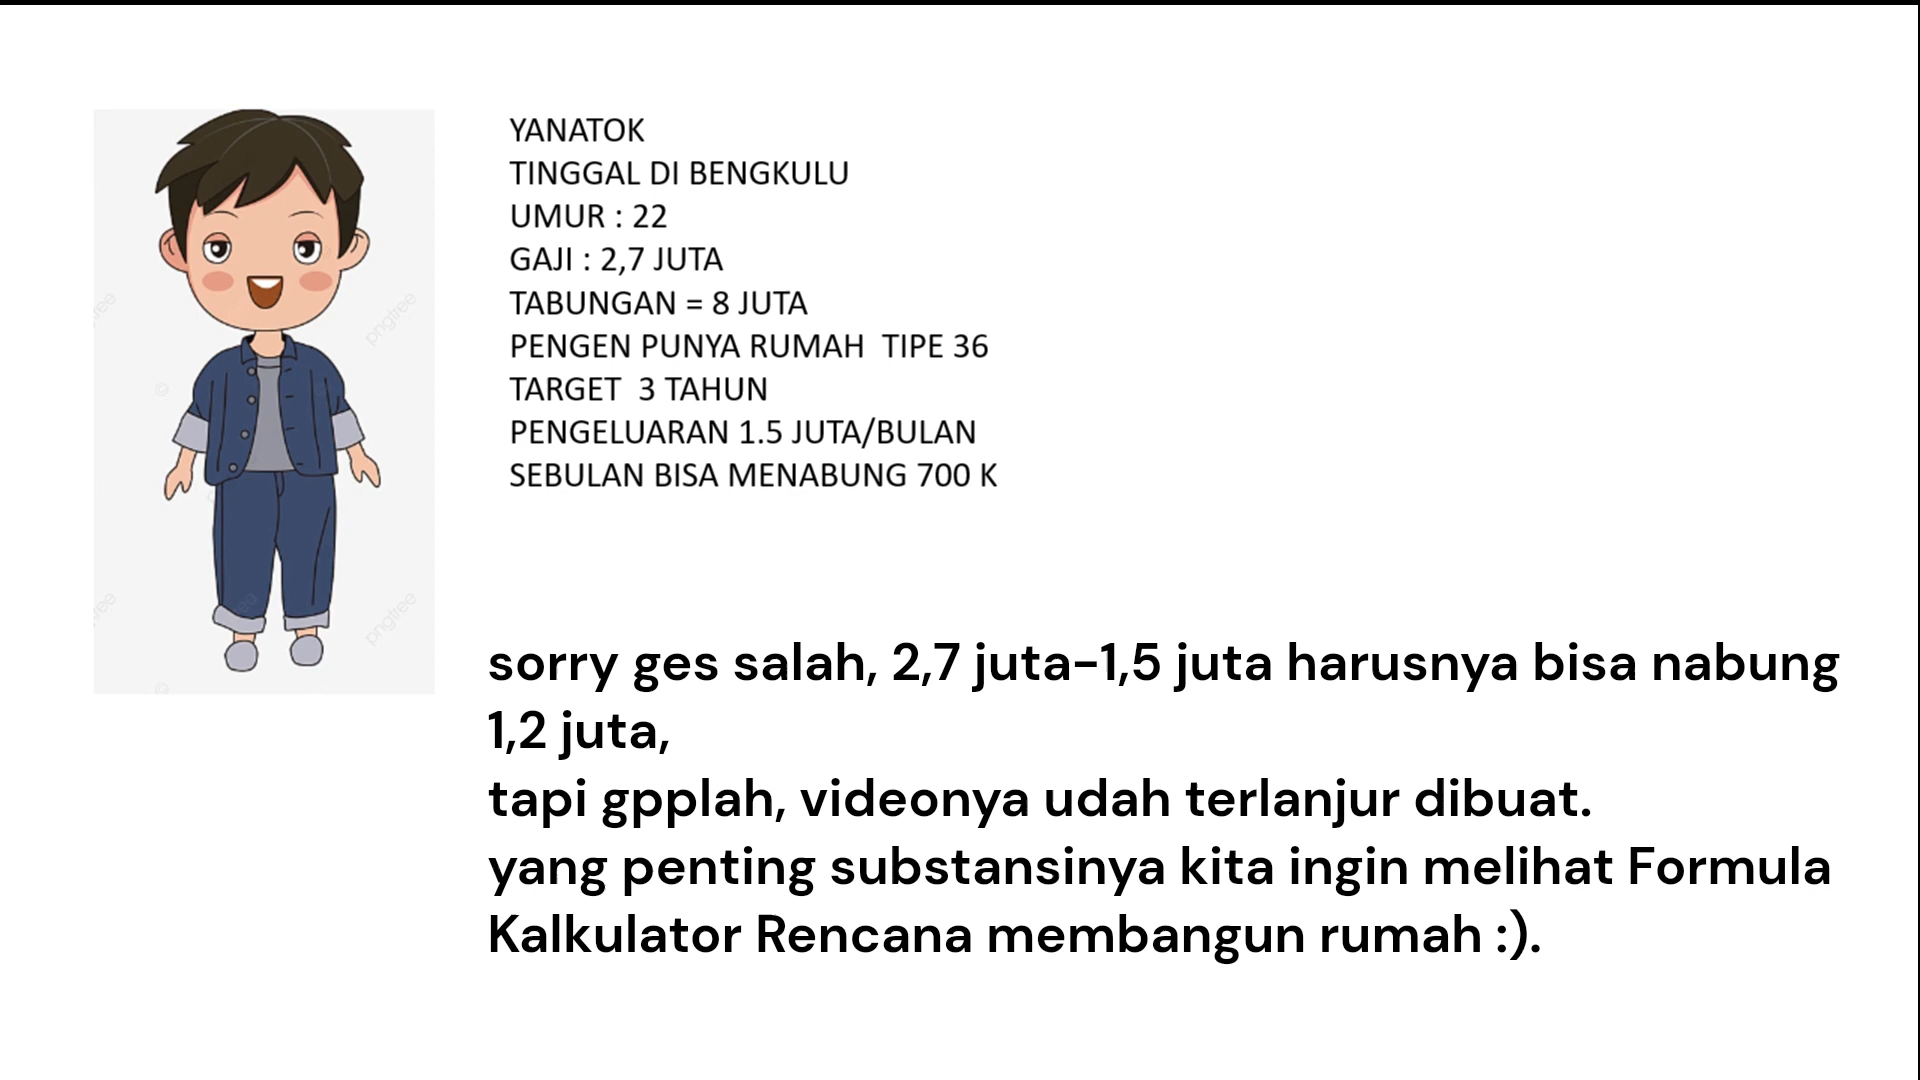 YANATOK
TINGGAL DI BENGKULU
UMUR : 22
GAJI : 2,7 JUTA
TABUNGAN = 8 JUTA
PENGEN PUNYA RUMAH  TIPE 36
TARGET  3 TAHUN
PENGELUARAN 1.5 JUTA/BULAN
SEBULAN BISA MENABUNG 700 K
pngtree
pngtree
sorry ges salah, 2,7 juta-1,5 juta harusnya bisa nabung
1,2 juta,
tapi gpplah, videonya udah terlanjur dibuat.
yang penting substansinya kita ingin melihat Formula
Kalkulator Rencana membangun rumah :).